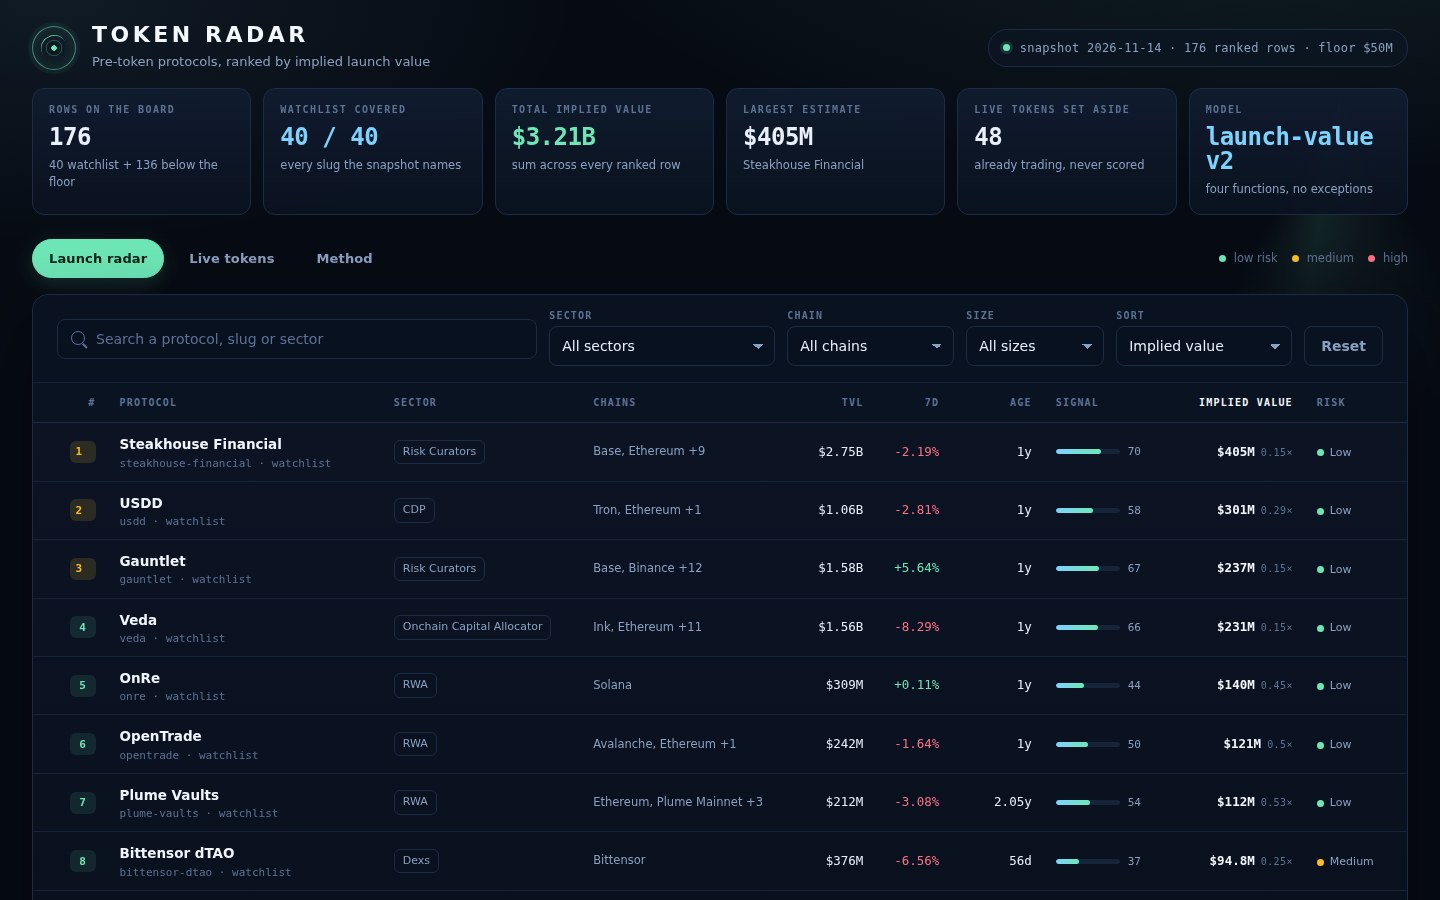 TOKEN RADAR
Pre-token protocols, ranked by implied launch value
snapshot 2026-11-14 · 176 ranked rows · floor $50M
ROWS ON THE BOARD
176
40 watchlist + 136 below the
floor
WATCHLIST COVERED
40 / 40
every slug the snapshot names
TOTAL IMPLIED VALUE
$3.21B
sum across every ranked row
LARGEST ESTIMATE
$405M
Steakhouse Financial
LIVE TOKENS SET ASIDE
48
already trading, never scored
MODEL
launch-value
v2
four functions, no exceptions
Launch radar
Live tokens
Method
low risk
medium
high
Search a protocol, slug or sector
SECTOR
All sectors
CHAIN
All chains
SIZE
All sizes
SORT
Implied value
Reset
# PROTOCOL SECTOR CHAINS TVL 7D AGE SIGNAL IMPLIED VALUE RISK
1 Steakhouse Financial Risk Curators Base, Ethereum +9 $2.75B -2.19% 1y 70 $405M 0.15× Low
steakhouse-financial · watchlist
2 USDD CDP Tron, Ethereum +1 $1.06B -2.81% 1y 58 $301M 0.29× Low
usdd · watchlist
3 Gauntlet Risk Curators Base, Binance +12 $1.58B +5.64% 1y 67 $237M 0.15× Low
gauntlet · watchlist
4 Veda Onchain Capital Allocator Ink, Ethereum +11 $1.56B -8.29% 1y 66 $231M 0.15× Low
veda · watchlist
5 OnRe RWA Solana $309M +0.11% 1y 44 $140M 0.45× Low
onre · watchlist
6 OpenTrade RWA Avalanche, Ethereum +1 $242M -1.64% 1y 50 $121M 0.5× Low
opentrade · watchlist
7 Plume Vaults RWA Ethereum, Plume Mainnet +3 $212M -3.08% 2.05y 54 $112M 0.53× Low
plume-vaults · watchlist
8 Bittensor dTAO Dexs Bittensor $376M -6.56% 56d 37 $94.8M 0.25× Medium
bittensor-dtao · watchlist